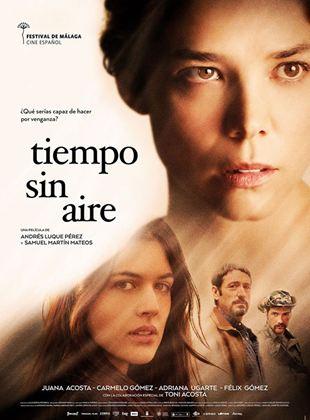 FESTIVAL DE MÁLAGA
CINE ESPAÑOL
¿Qué serías capaz de hacer
por venganza?
tiempo
sin
aire
UNA PELÍCULA DE
ANDRÉS LUQUE PÉREZ
Y SAMUEL MARTÍN MATEOS
JUANA ACOSTA · CARMELO GÓMEZ · ADRIANA UGARTE · FÉLIX GÓMEZ
CON LA COLABORACIÓN ESPECIAL DE TONI ACOSTA